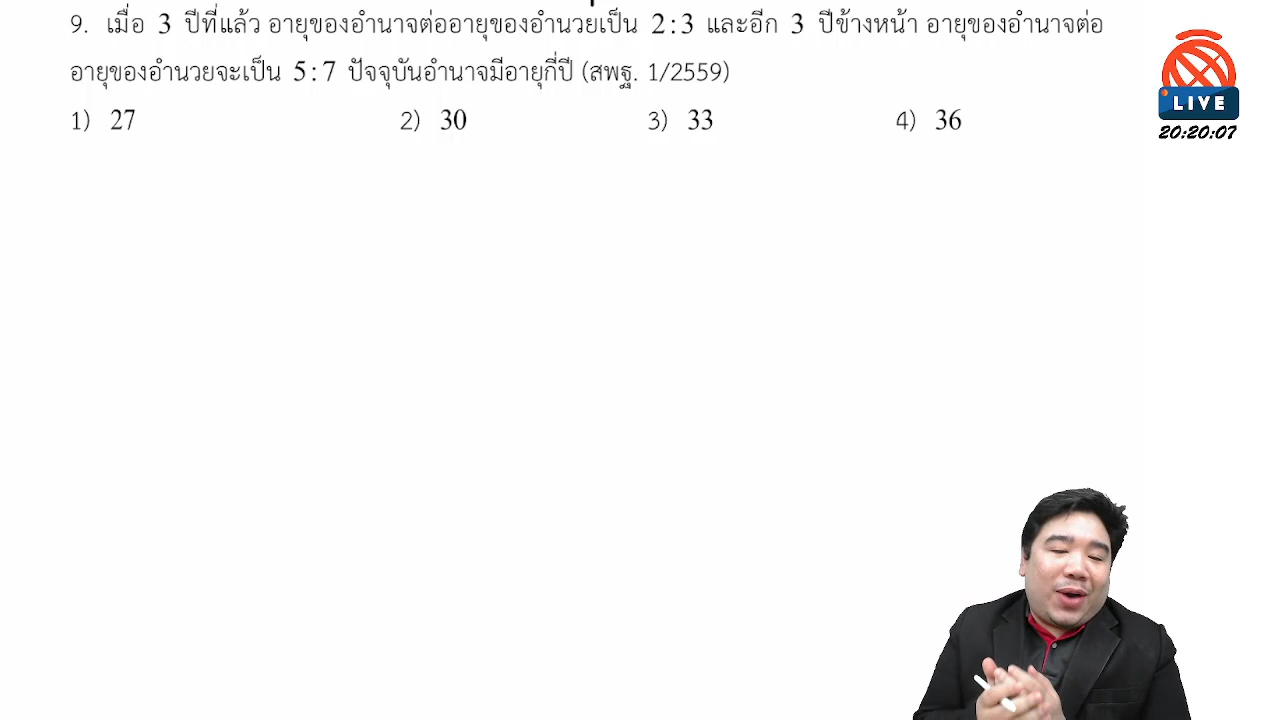 9. เมื่อ 3 ปีที่แล้ว อายุของอำนาจต่ออายุของอำนวยเป็น 2:3 และอีก 3 ปีข้างหน้า อายุของอำนาจต่อ
อายุของอำนวยจะเป็น 5:7 ปัจจุบันอำนาจมีอายุกี่ปี (สพฐ. 1/2559)
1) 27 2) 30 3) 33 4) 36
LIVE
20:20:07